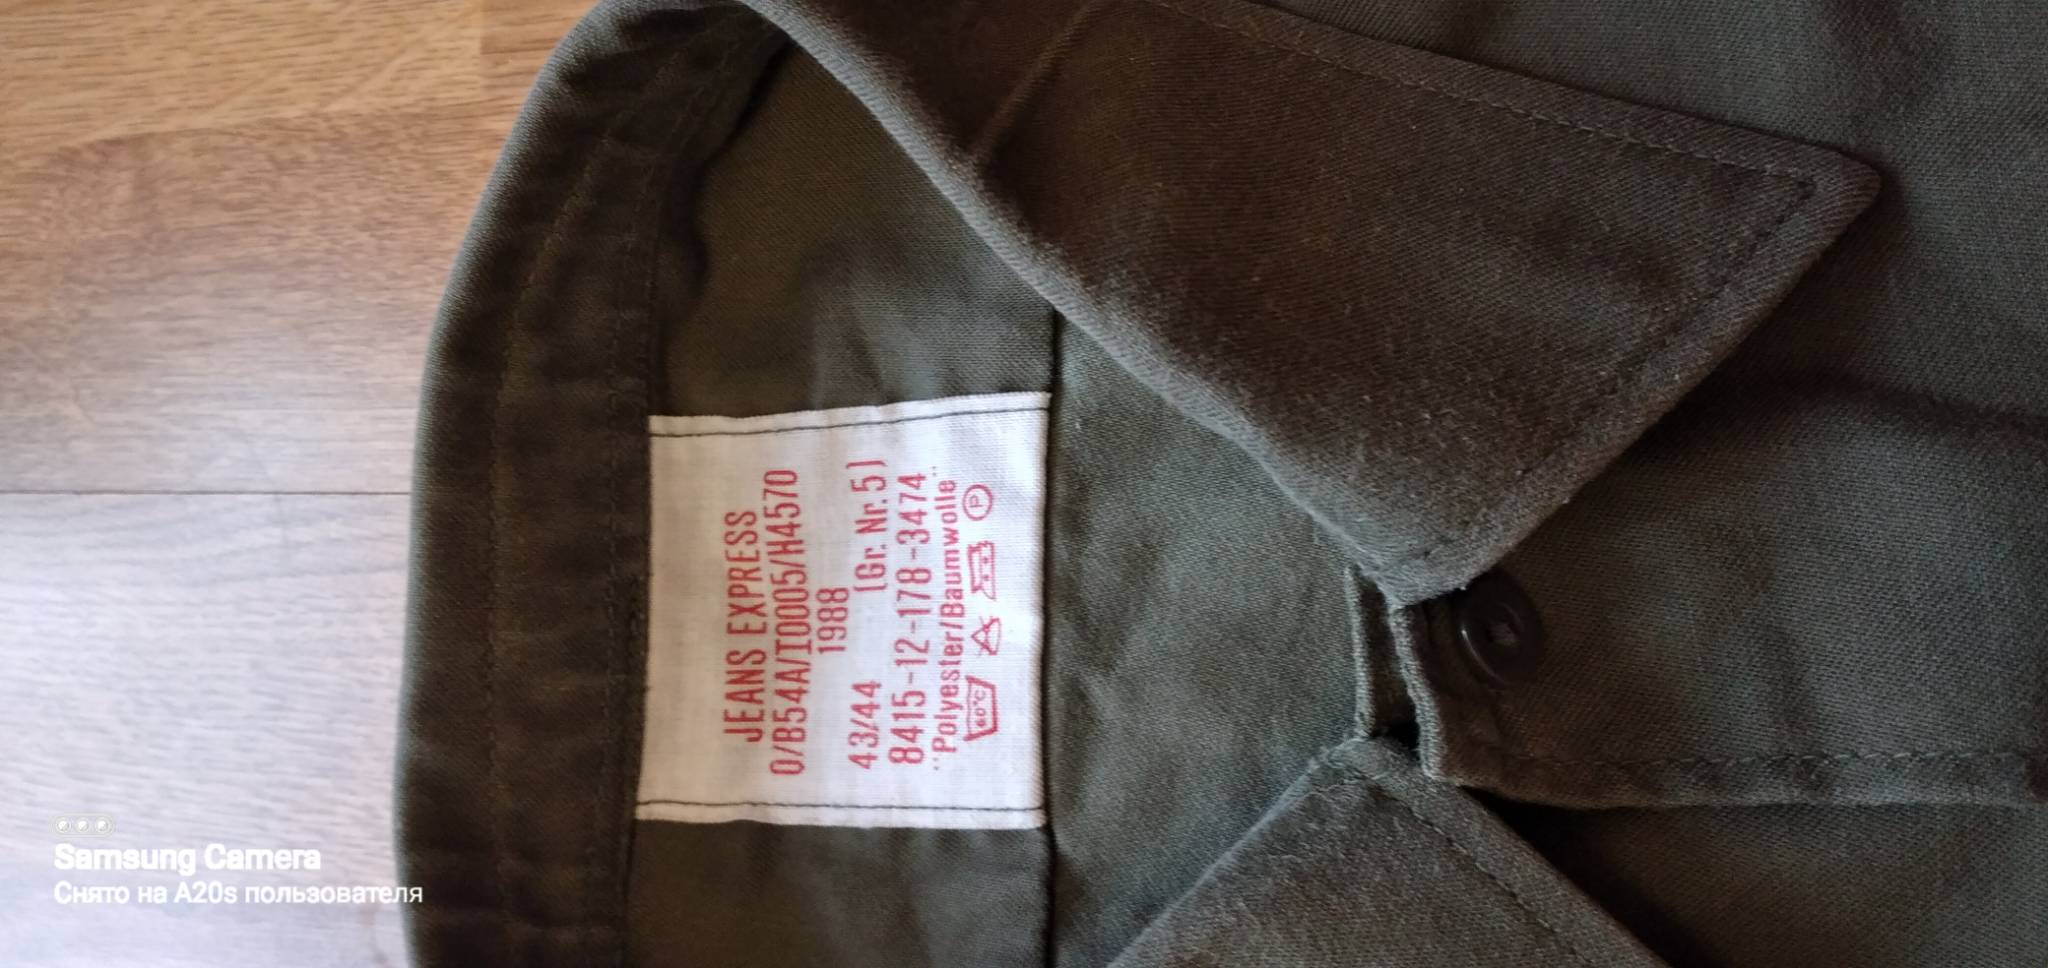 JEANS EXPRESS
0/B54A/I0005/H4570
1988
43/44 (Gr. Nr. 5)
8415-12-178-3474
"Polyester/Baumwolle"
60°C P
Samsung Camera
Снято на A20s пользователя